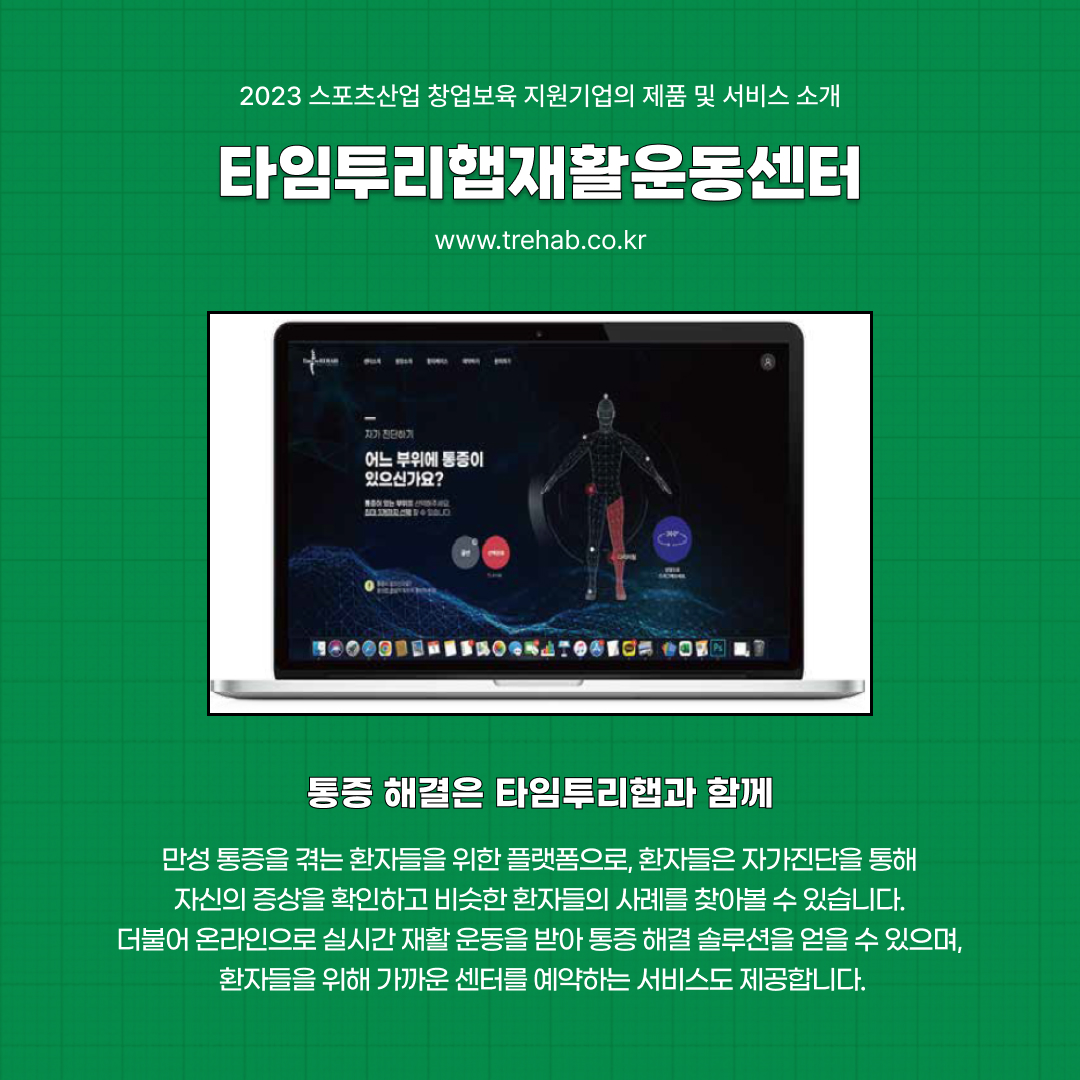 2023 스포츠산업 창업보육 지원기업의 제품 및 서비스 소개
타임투리햅재활운동센터
www.trehab.co.kr
자가 진단하기
어느 부위에 통증이
있으신가요?
360°
Ps
통증 해결은 타임투리햅과 함께
만성 통증을 겪는 환자들을 위한 플랫폼으로, 환자들은 자가진단을 통해
자신의 증상을 확인하고 비슷한 환자들의 사례를 찾아볼 수 있습니다.
더불어 온라인으로 실시간 재활 운동을 받아 통증 해결 솔루션을 얻을 수 있으며,
환자들을 위해 가까운 센터를 예약하는 서비스도 제공합니다.